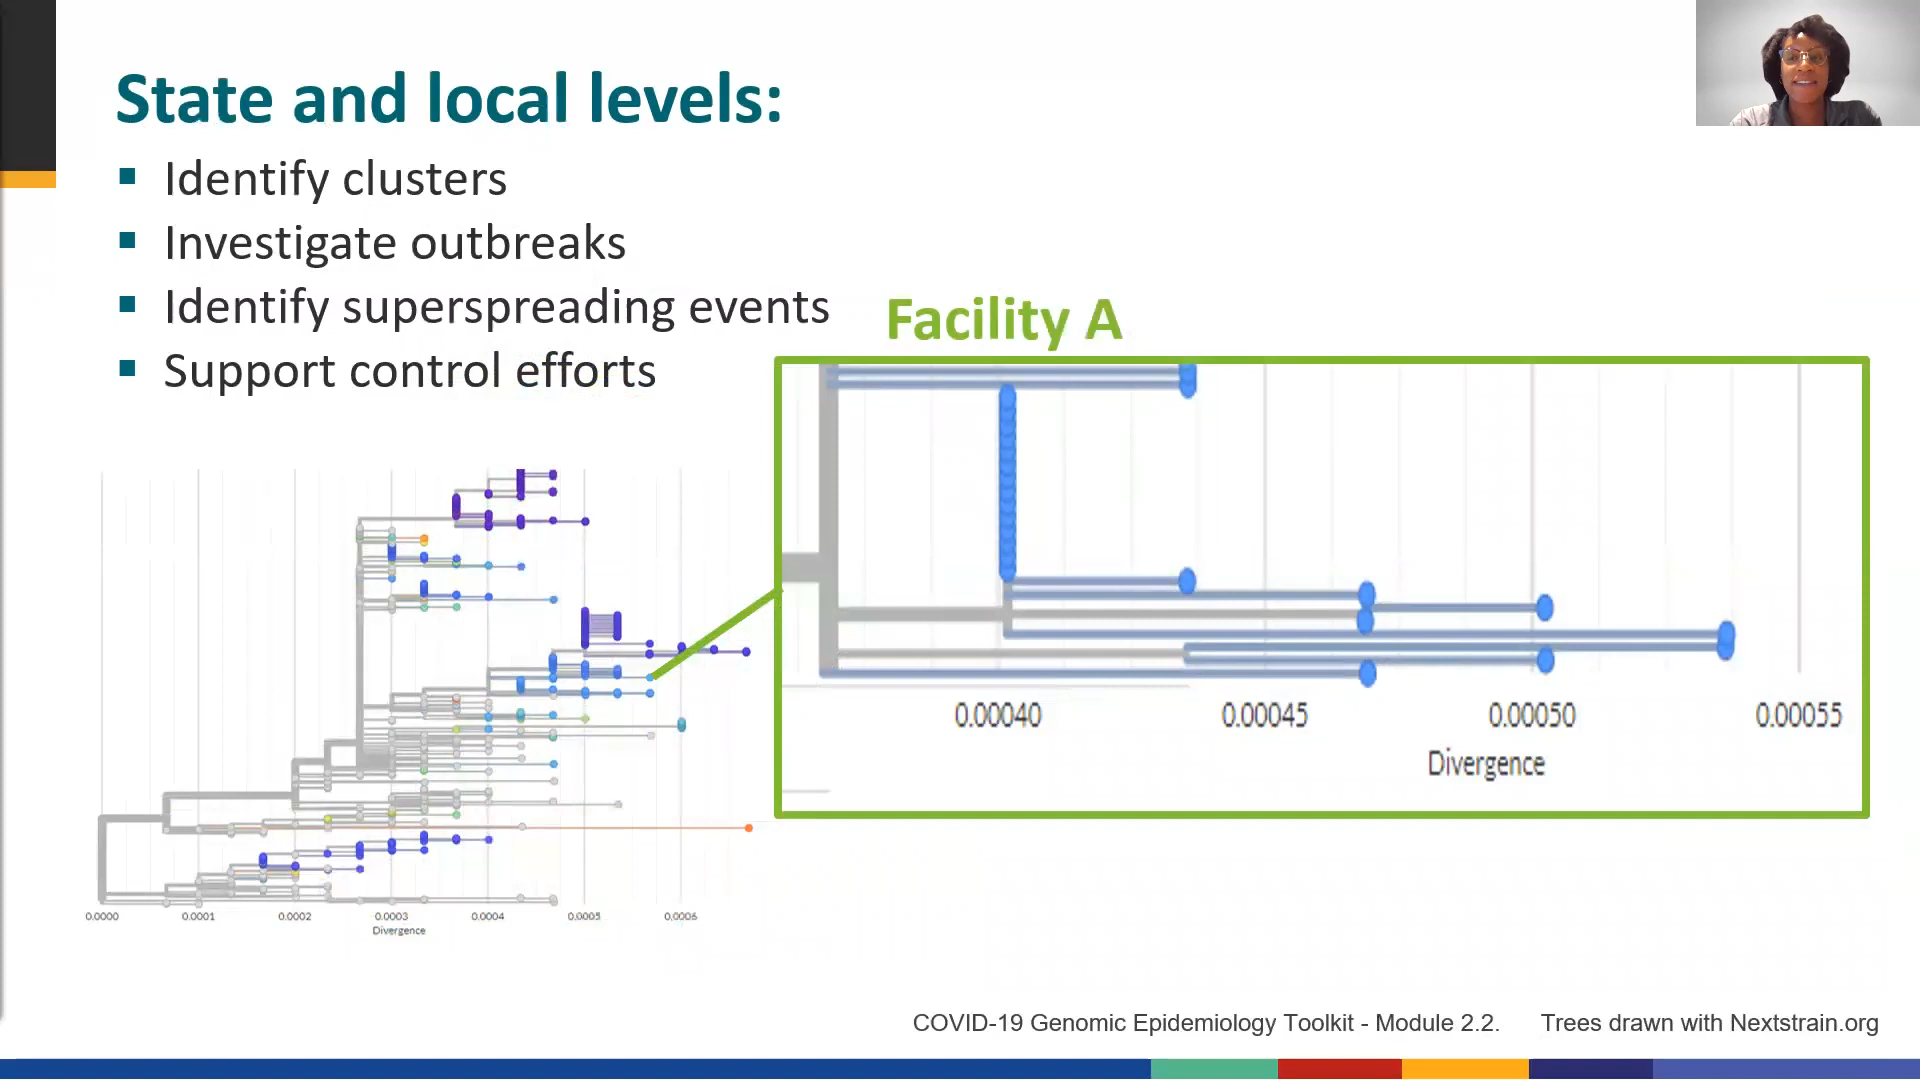 State and local levels:
Identify clusters
Investigate outbreaks
Identify superspreading events
Support control efforts
Facility A
0.00040 0.00045 0.00050 0.00055
Divergence
0.0000 0.0001 0.0002 0.0003 0.0004 0.0005 0.0006
Divergence
COVID-19 Genomic Epidemiology Toolkit - Module 2.2. Trees drawn with Nextstrain.org